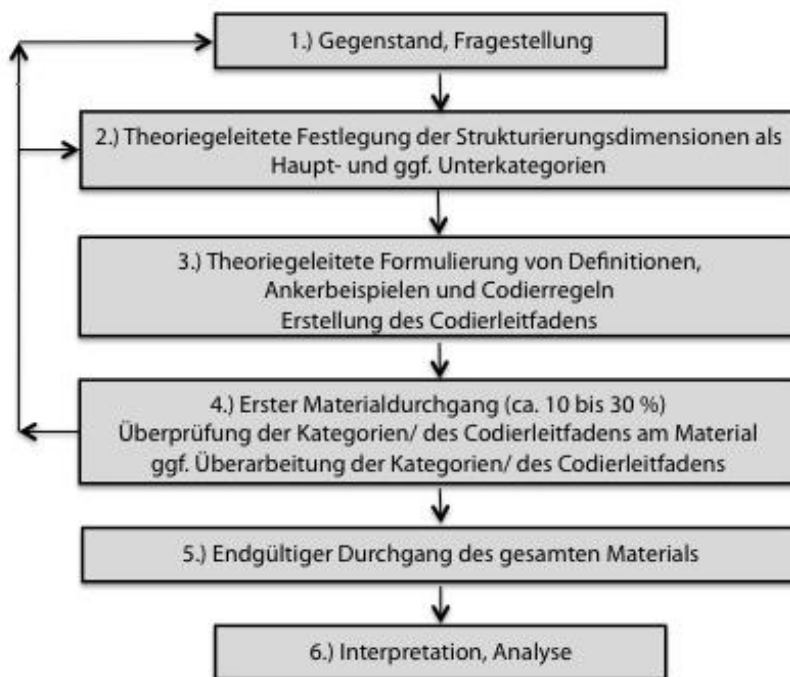 1.) Gegenstand, Fragestellung
2.) Theoriegeleitete Festlegung der Strukturierungsdimensionen als
Haupt- und ggf. Unterkategorien
3.) Theoriegeleitete Formulierung von Definitionen,
Ankerbeispielen und Codierregeln
Erstellung des Codierleitfadens
4.) Erster Materialdurchgang (ca. 10 bis 30 %)
Überprüfung der Kategorien/ des Codierleitfadens am Material
ggf. Überarbeitung der Kategorien/ des Codierleitfadens
5.) Endgültiger Durchgang des gesamten Materials
6.) Interpretation, Analyse